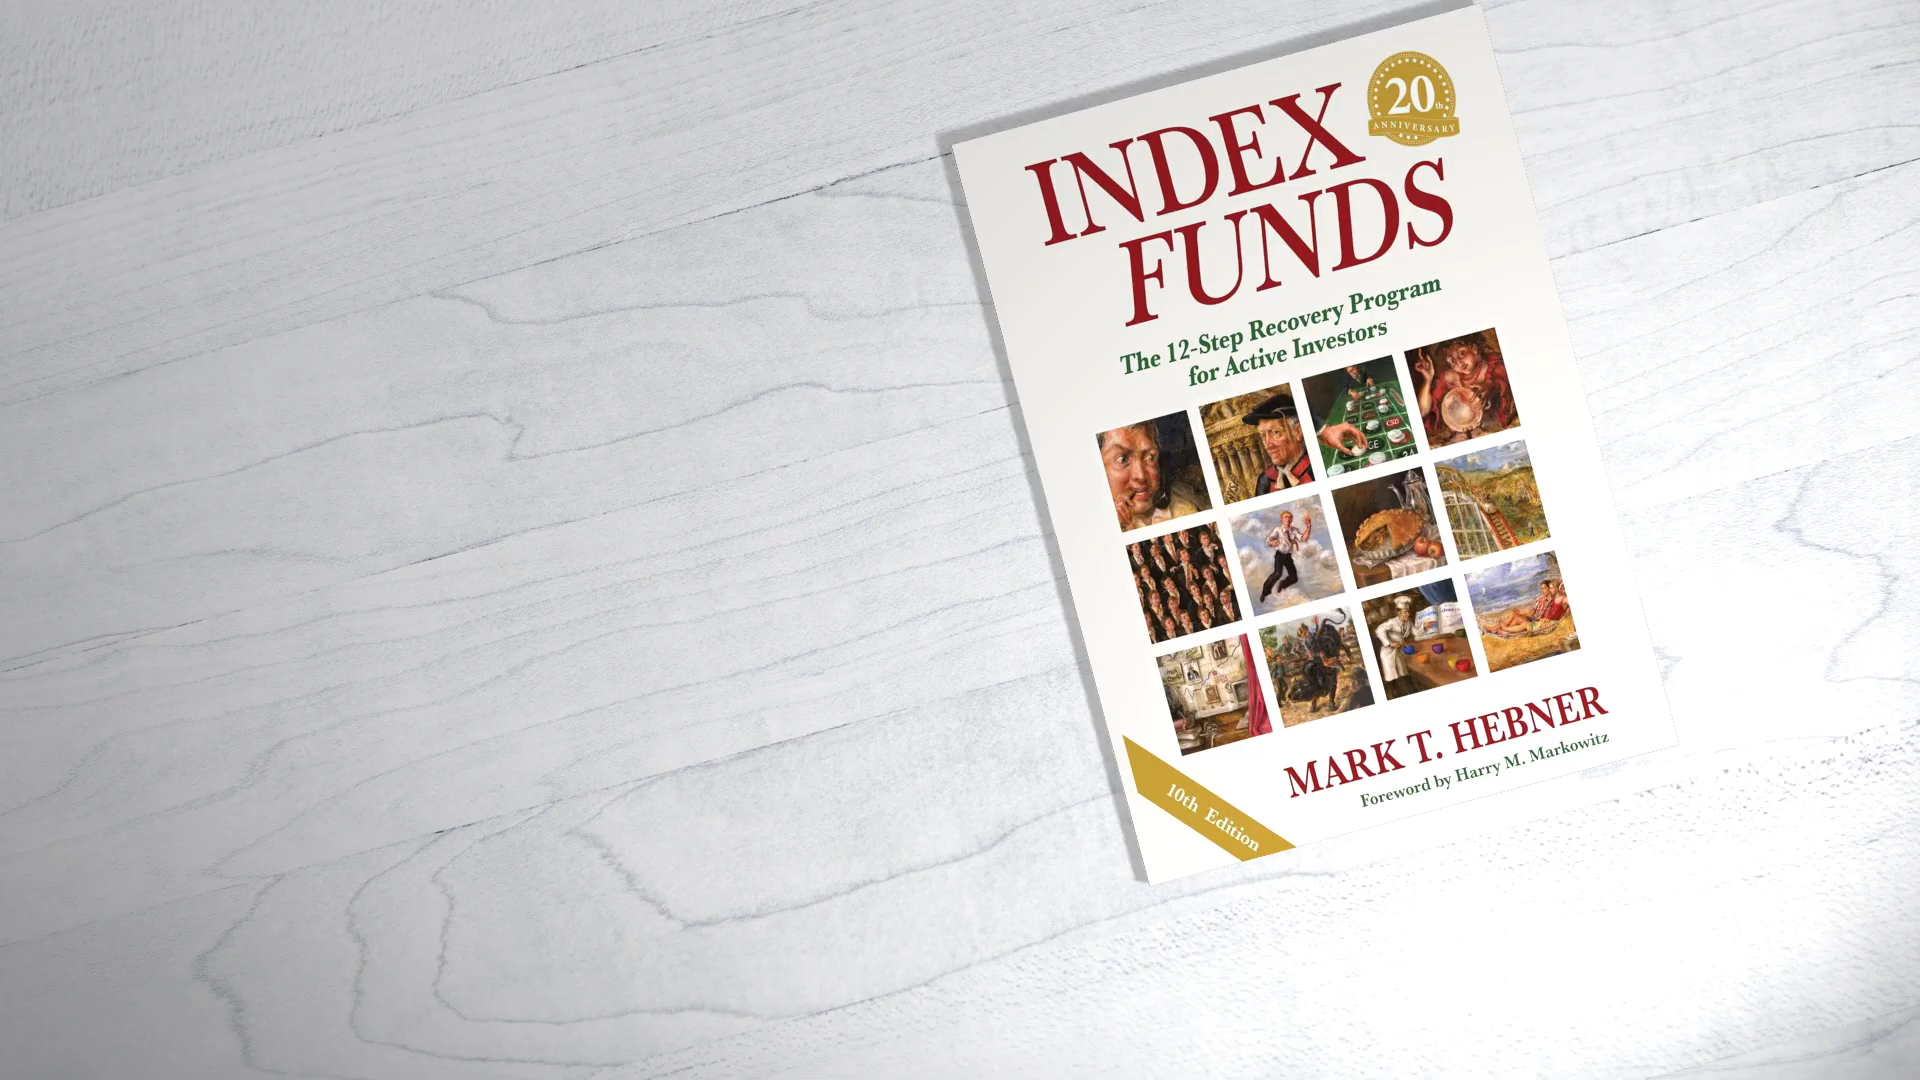 INDEX
20th
ANNIVERSARY
FUNDS
The 12-Step Recovery Program
for Active Investors
MARK T. HEBNER
Foreword by Harry M. Markowitz
10th Edition